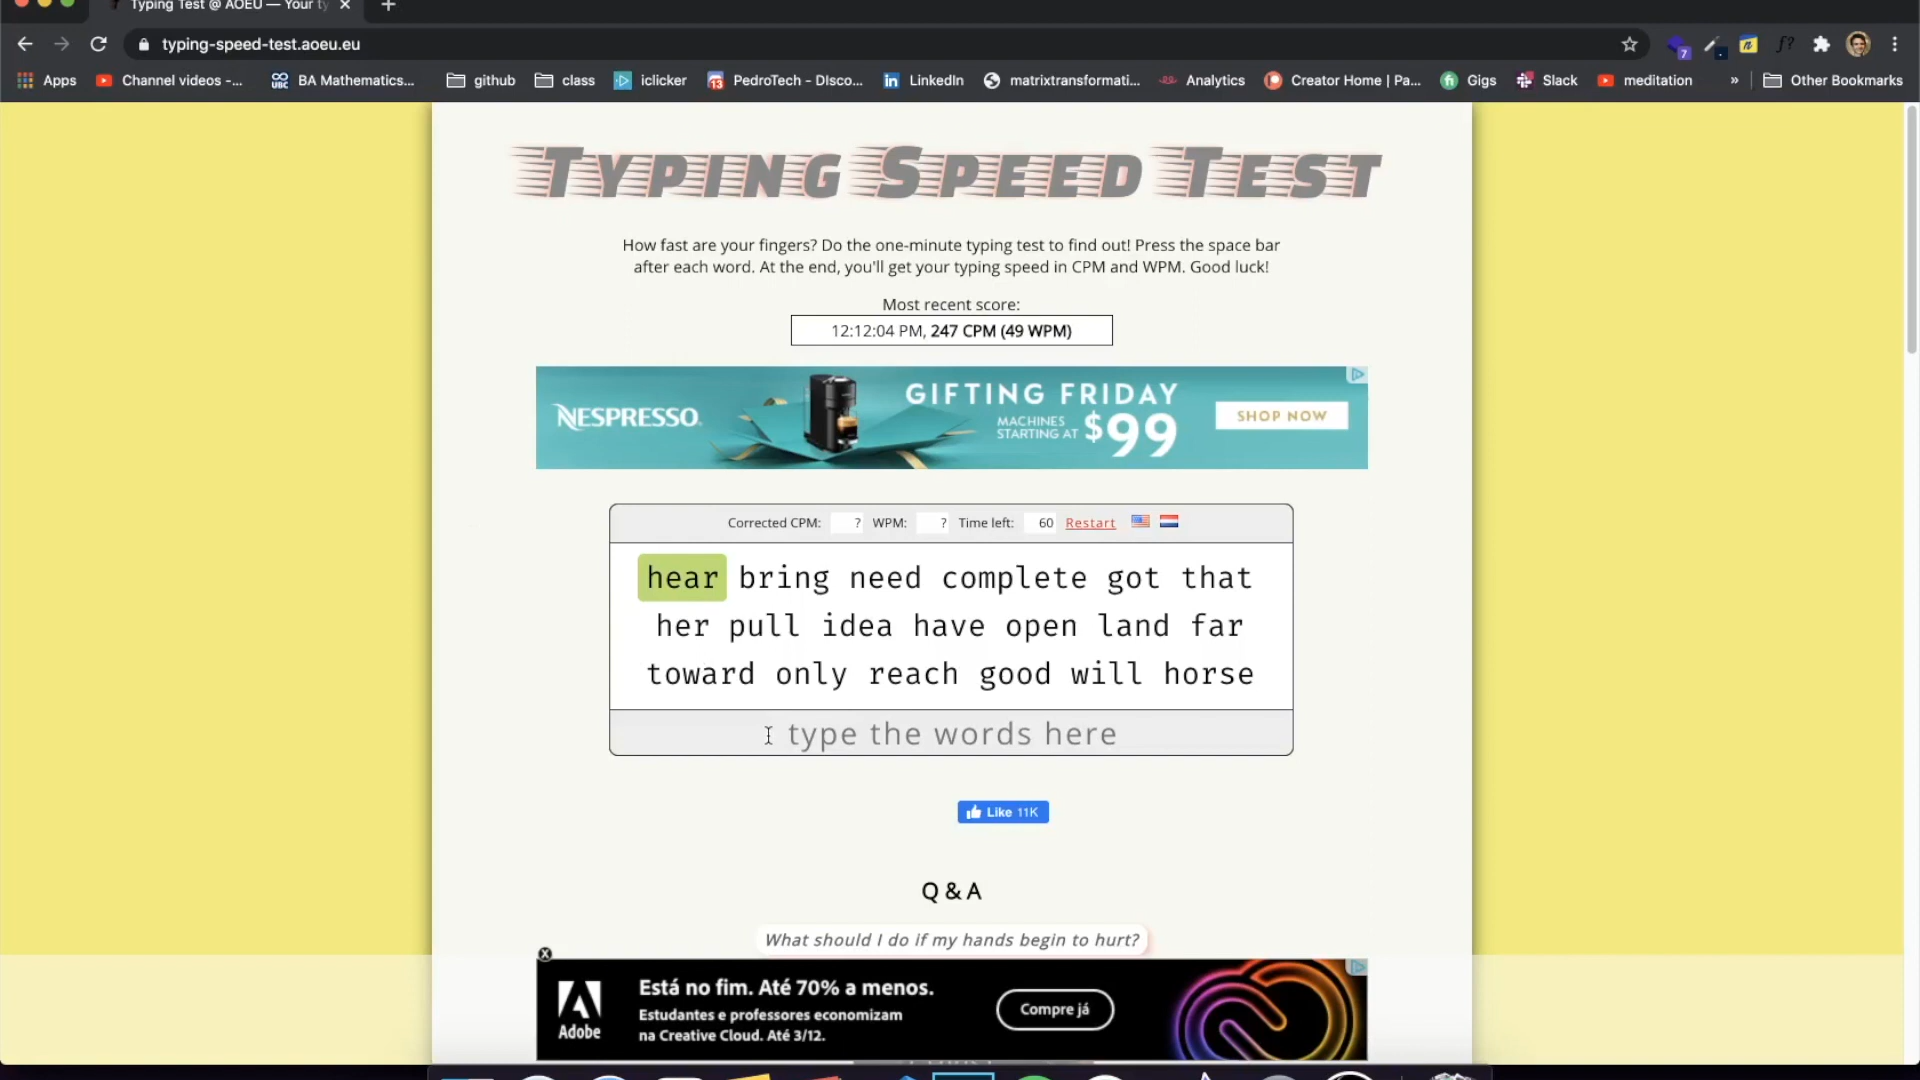 Typing Test @ AOEU — Your ty
typing-speed-test.aoeu.eu
7
n
f?
Apps
Channel videos -...
UBC
BA Mathematics...
github
class
iclicker
13
PedroTech - DIsco...
in
LinkedIn
matrixtransformati...
Analytics
Creator Home | Pa...
fi
Gigs
Slack
meditation
»
Other Bookmarks
TYPING SPEED TEST
How fast are your fingers? Do the one-minute typing test to find out! Press the space bar
after each word. At the end, you'll get your typing speed in CPM and WPM. Good luck!
Most recent score:
12:12:04 PM, 247 CPM (49 WPM)
NESPRESSO.
GIFTING FRIDAY
MACHINES
STARTING AT $99
SHOP NOW
Corrected CPM: ? WPM: ? Time left: 60 Restart
hear bring need complete got that
her pull idea have open land far
toward only reach good will horse
type the words here
Like 11K
Q & A
What should I do if my hands begin to hurt?
X
Adobe
Está no fim. Até 70% a menos.
Estudantes e professores economizam
na Creative Cloud. Até 3/12.
Compre já